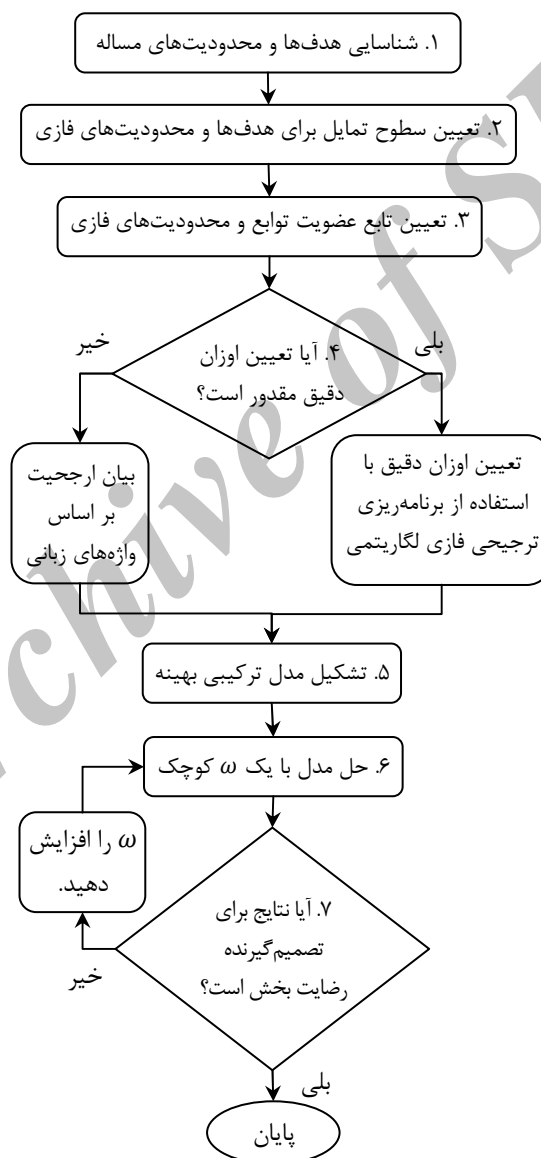 ۱. شناسایی هدف‌ها و محدودیت‌های مساله
۲. تعیین سطوح تمایل برای هدف‌ها و محدودیت‌های فازی
۳. تعیین تابع عضویت توابع و محدودیت‌های فازی
خیر
بلی
۴. آیا تعیین اوزان
دقیق مقدور است؟
تعیین اوزان دقیق با
استفاده از برنامه‌ریزی
ترجیحی فازی لگاریتمی
بیان ارجحیت
بر اساس
واژه‌های زبانی
۵. تشکیل مدل ترکیبی بهینه
۶. حل مدل با یک ω کوچک
ω را افزایش
دهید.
۷. آیا نتایج برای
تصمیم‌گیرنده
رضایت بخش است؟
خیر
بلی
پایان
chive of S